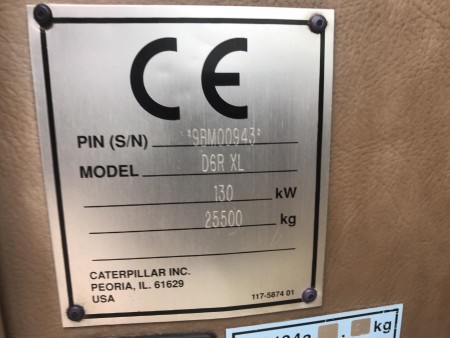 CE
PIN (S/N) *9BM00943*
MODEL D6R XL
130 kW
25500 kg
CATERPILLAR INC.
PEORIA, IL. 61629
USA 117-5874 01
kg